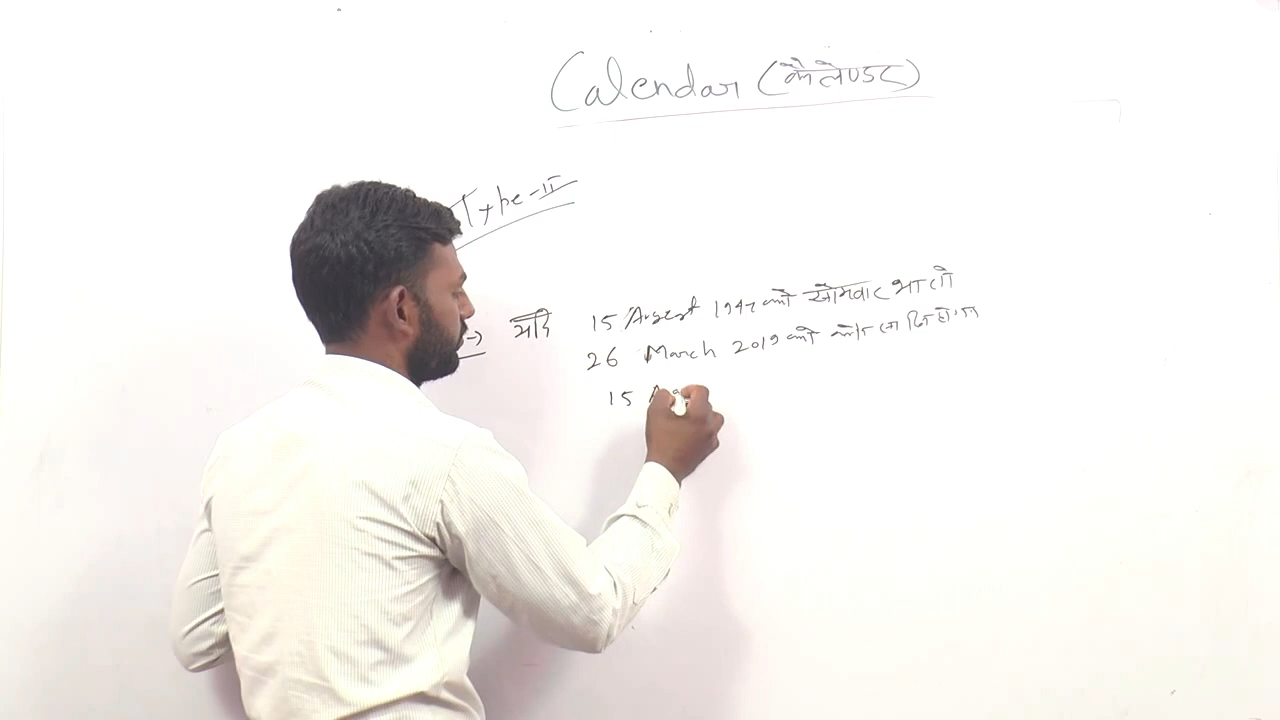 Calendar (कैलेण्डर)
Type-II
यदि 15 August 1947 को सोमवार था तो
26 March 2019 को कौन सा दिन होगा
15